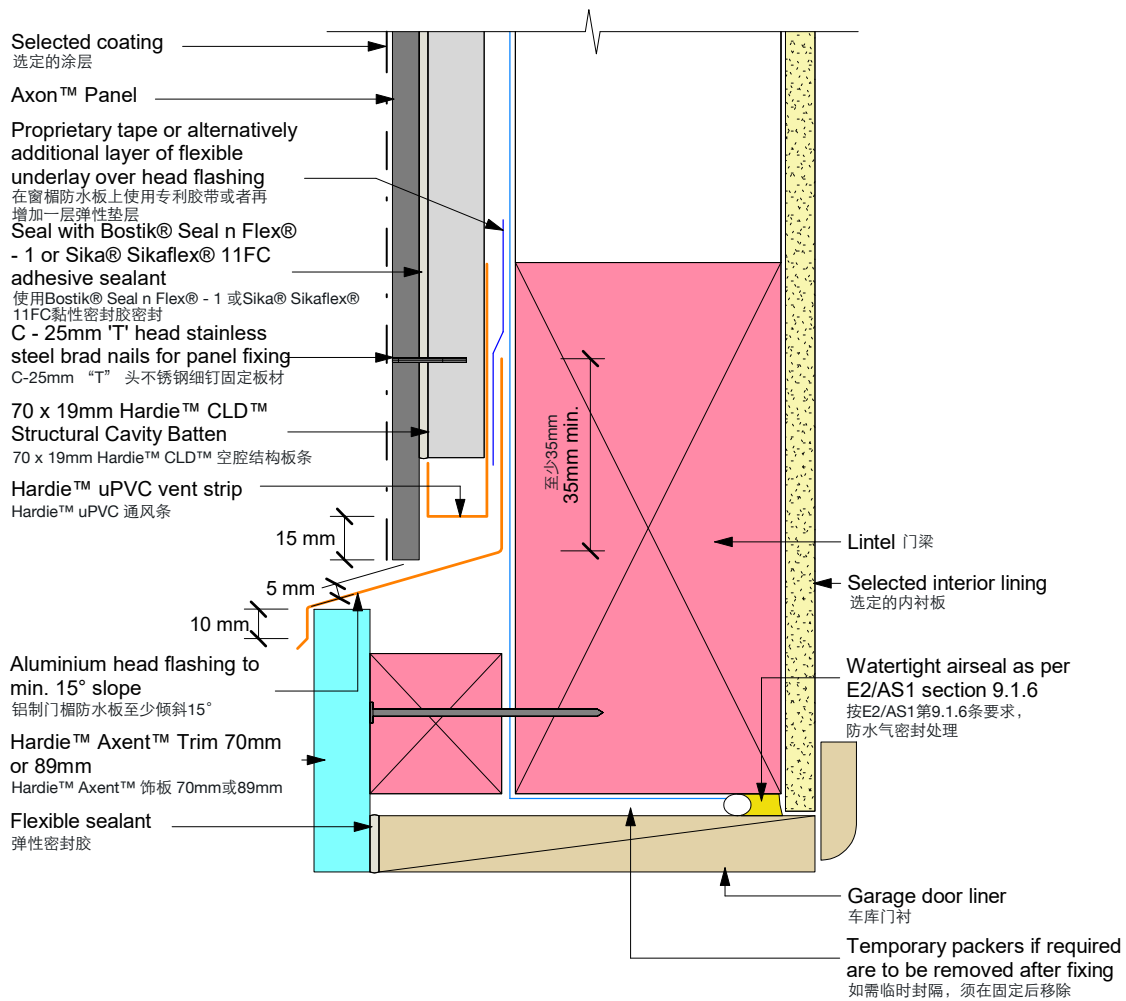 Selected coating
选定的涂层
Axon™ Panel
Proprietary tape or alternatively
additional layer of flexible
underlay over head flashing
在窗楣防水板上使用专利胶带或者再
增加一层弹性垫层
Seal with Bostik® Seal n Flex®
- 1 or Sika® Sikaflex® 11FC
adhesive sealant
使用Bostik® Seal n Flex® - 1 或Sika® Sikaflex®
11FC黏性密封胶密封
C - 25mm 'T' head stainless
steel brad nails for panel fixing
C-25mm “T” 头不锈钢细钉固定板材
70 x 19mm Hardie™ CLD™
Structural Cavity Batten
70 x 19mm Hardie™ CLD™ 空腔结构板条
Hardie™ uPVC vent strip
Hardie™ uPVC 通风条
15 mm
5 mm
10 mm
Aluminium head flashing to
min. 15° slope
铝制门楣防水板至少倾斜15°
Hardie™ Axent™ Trim 70mm
or 89mm
Hardie™ Axent™ 饰板 70mm或89mm
Flexible sealant
弹性密封胶
至少35mm
35mm min.
Lintel 门梁
Selected interior lining
选定的内衬板
Watertight airseal as per
E2/AS1 section 9.1.6
按E2/AS1第9.1.6条要求，
防水气密封处理
Garage door liner
车库门衬
Temporary packers if required
are to be removed after fixing
如需临时封隔，须在固定后移除